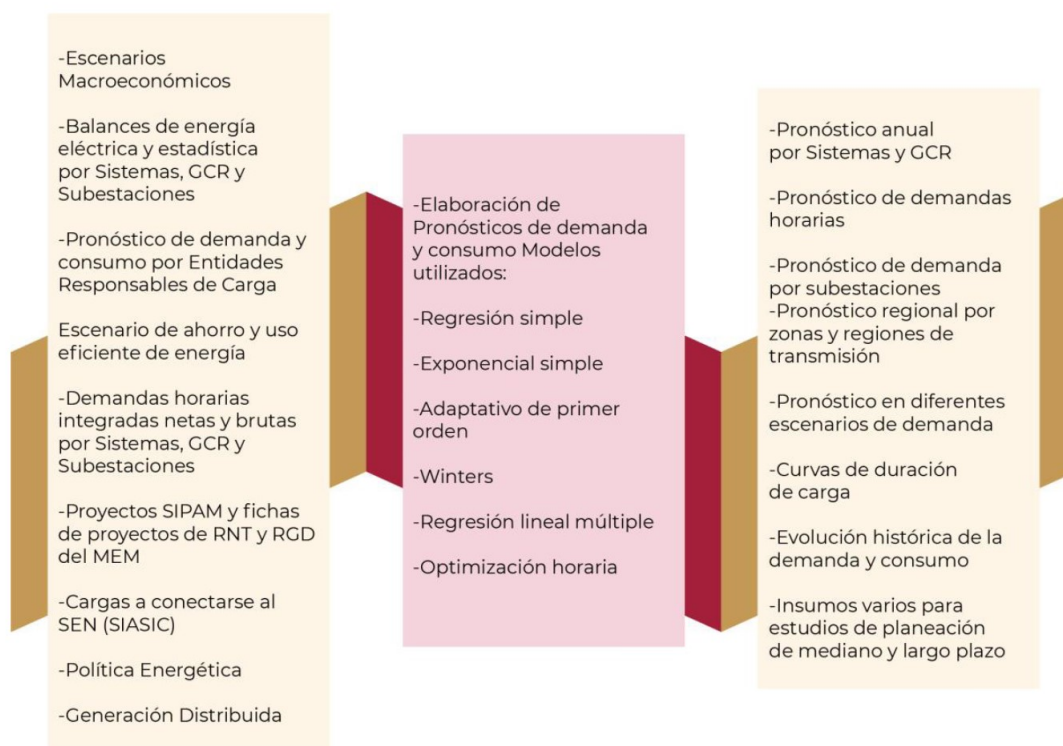 -Escenarios
Macroeconómicos
-Balances de energía
eléctrica y estadística
por Sistemas, GCR y
Subestaciones
-Pronóstico de demanda y
consumo por Entidades
Responsables de Carga
Escenario de ahorro y uso
eficiente de energía
-Demandas horarias
integradas netas y brutas
por Sistemas, GCR y
Subestaciones
-Proyectos SIPAM y fichas
de proyectos de RNT y RGD
del MEM
-Cargas a conectarse al
SEN (SIASIC)
-Política Energética
-Generación Distribuida
-Elaboración de
Pronósticos de demanda
y consumo Modelos
utilizados:
-Regresión simple
-Exponencial simple
-Adaptativo de primer
orden
-Winters
-Regresión lineal múltiple
-Optimización horaria
-Pronóstico anual
por Sistemas y GCR
-Pronóstico de demandas
horarias
-Pronóstico de demanda
por subestaciones
-Pronóstico regional por
zonas y regiones de
transmisión
-Pronóstico en diferentes
escenarios de demanda
-Curvas de duración
de carga
-Evolución histórica de la
demanda y consumo
-Insumos varios para
estudios de planeación
de mediano y largo plazo